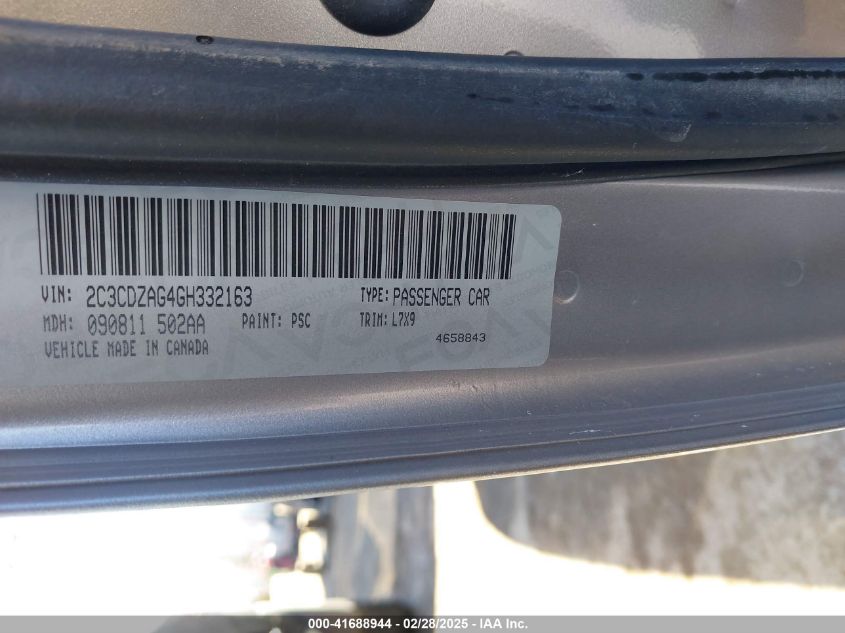 VIN: 2C3CDZAG4GH332163 TYPE: PASSENGER CAR
MDH: 090811 502AA PAINT: PSC TRIM: L7X9
VEHICLE MADE IN CANADA 4658843
000-41688944 - 02/28/2025 - IAA Inc.